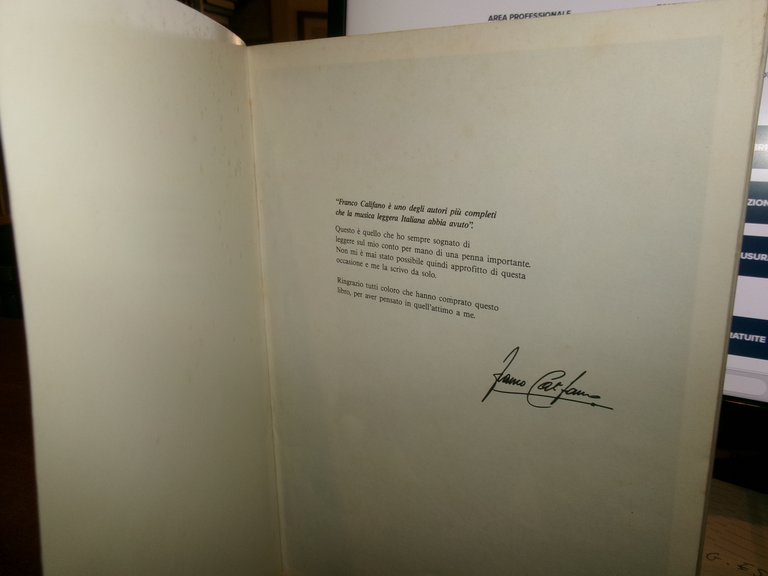 AREA PROFESSIONALE
"Franco Califano è uno degli autori più completi
che la musica leggera Italiana abbia avuto".
Questo è quello che ho sempre sognato di
leggere sul mio conto per mano di una penna importante.
Non mi è mai stato possibile quindi approfitto di questa
occasione e me la scrivo da solo.
Ringrazio tutti coloro che hanno comprato questo
libro, per aver pensato in quell'attimo a me.
Franco Califano